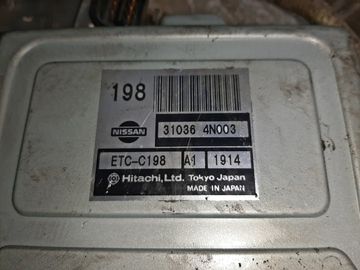 198
NISSAN 31036 4N003
ETC-C198 A1 1914
Hitachi, Ltd. Tokyo Japan
MADE IN JAPAN